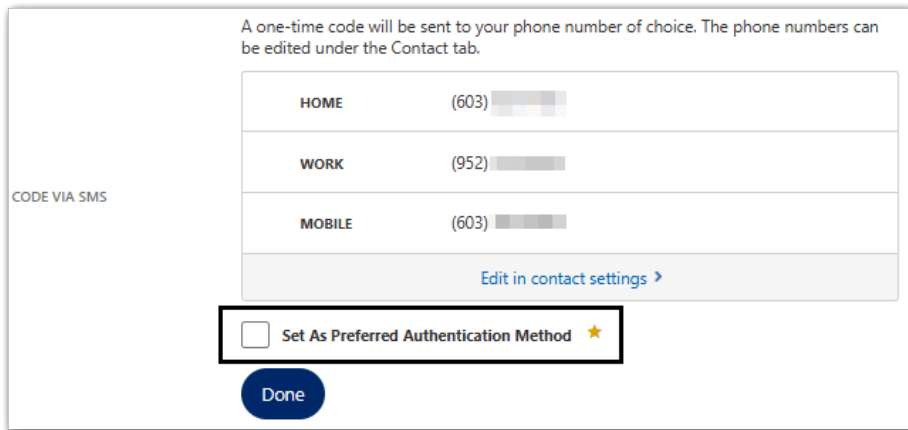 A one-time code will be sent to your phone number of choice. The phone numbers can
be edited under the Contact tab.
HOME (603)
WORK (952)
CODE VIA SMS
MOBILE (603)
Edit in contact settings >
Set As Preferred Authentication Method
Done